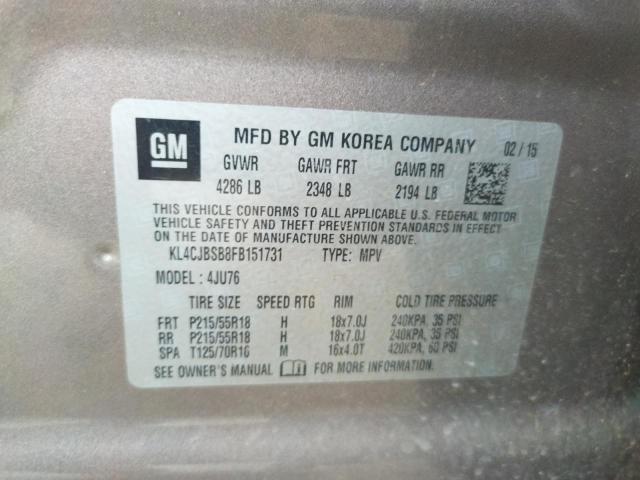 GM MFD BY GM KOREA COMPANY 02/15
GVWR GAWR FRT GAWR RR
4286 LB 2348 LB 2194 LB
THIS VEHICLE CONFORMS TO ALL APPLICABLE U.S. FEDERAL MOTOR
VEHICLE SAFETY AND THEFT PREVENTION STANDARDS IN EFFECT
ON THE DATE OF MANUFACTURE SHOWN ABOVE.
KL4CJBSB8FB151731 TYPE: MPV
MODEL: 4JU76
TIRE SIZE SPEED RTG RIM COLD TIRE PRESSURE
FRT P215/55R18 H 18x7.0J 240KPA, 35 PSI
RR P215/55R18 H 18x7.0J 240KPA, 35 PSI
SPA T125/70R16 M 16x4.0T 420KPA, 60 PSI
SEE OWNER'S MANUAL FOR MORE INFORMATION.